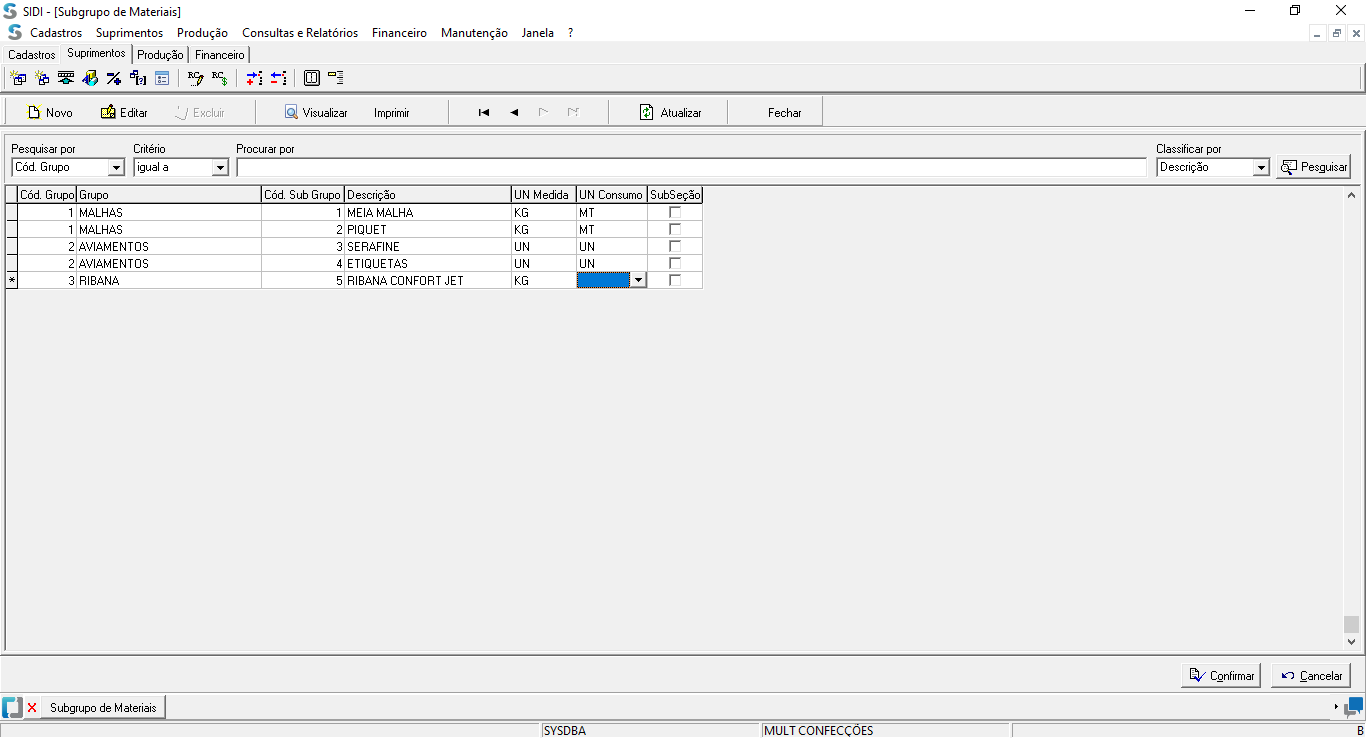 SIDI - [Subgrupo de Materiais]
Cadastros Suprimentos Produção Consultas e Relatórios Financeiro Manutenção Janela ?
Cadastros Suprimentos Produção Financeiro
Novo Editar Excluir Visualizar Imprimir Atualizar Fechar
Pesquisar por Critério Procurar por Classificar por
Cód. Grupo igual a Descrição Pesquisar
Cód. Grupo Grupo Cód. Sub Grupo Descrição UN Medida UN Consumo SubSeção
1 MALHAS 1 MEIA MALHA KG MT
1 MALHAS 2 PIQUET KG MT
2 AVIAMENTOS 3 SERAFINE UN UN
2 AVIAMENTOS 4 ETIQUETAS UN UN
* 3 RIBANA 5 RIBANA CONFORT JET KG
Confirmar Cancelar
Subgrupo de Materiais
SYSDBA MULT CONFECÇÕES B